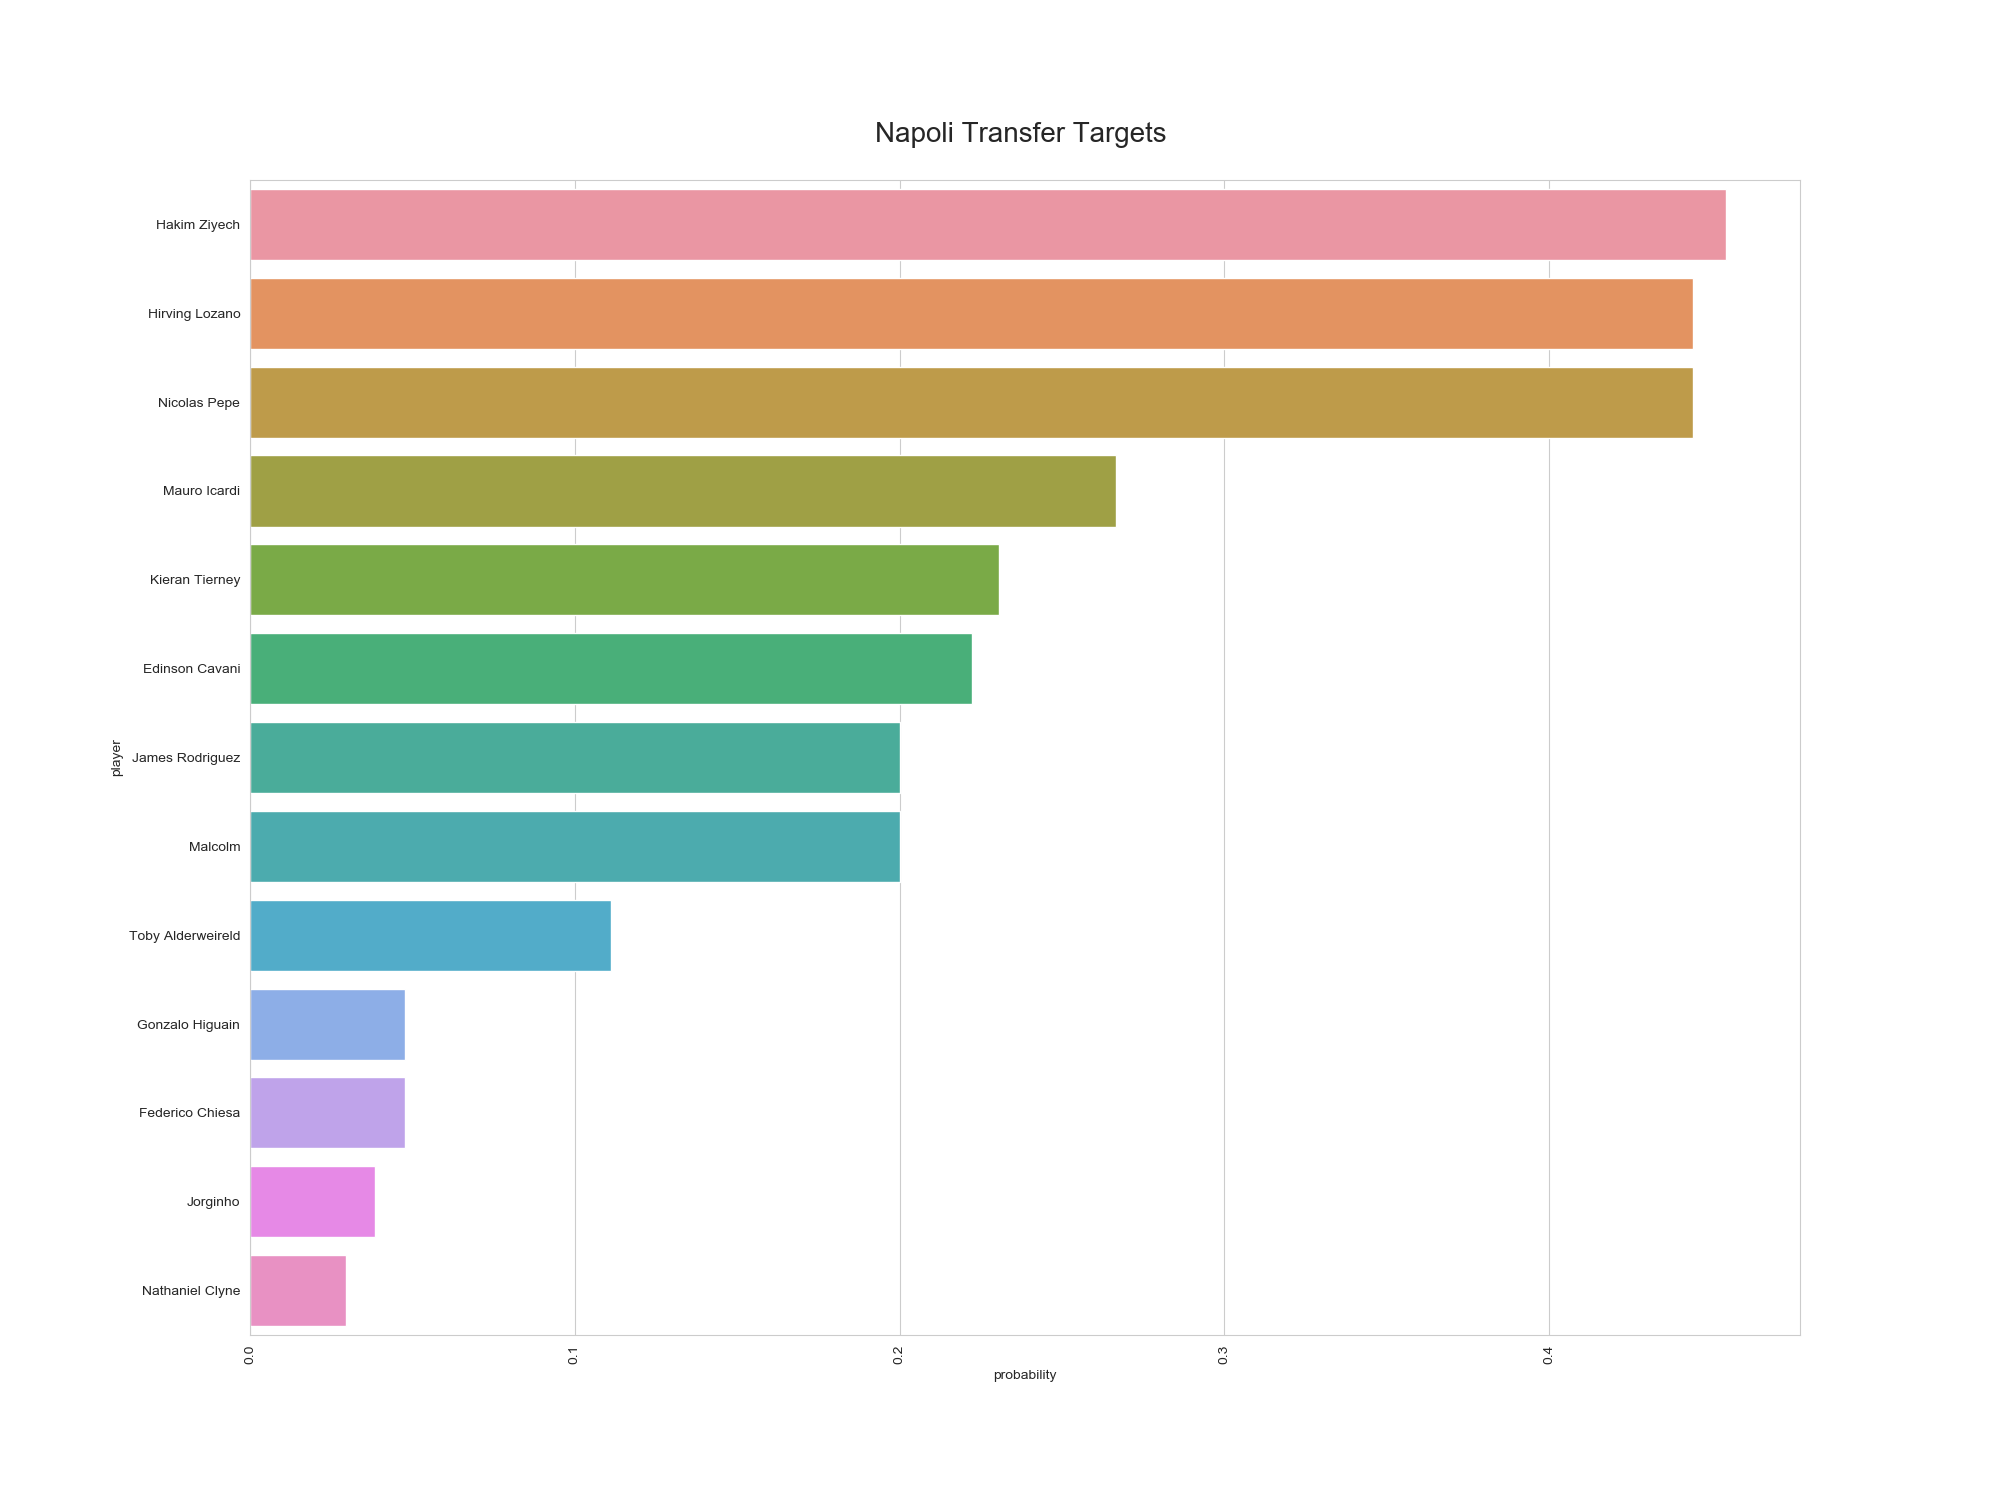 Napoli Transfer Targets
Hakim Ziyech
Hirving Lozano
Nicolas Pepe
Mauro Icardi
Kieran Tierney
Edinson Cavani
player
James Rodriguez
Malcolm
Toby Alderweireld
Gonzalo Higuain
Federico Chiesa
Jorginho
Nathaniel Clyne
0.0 0.1 0.2 0.3 0.4
probability